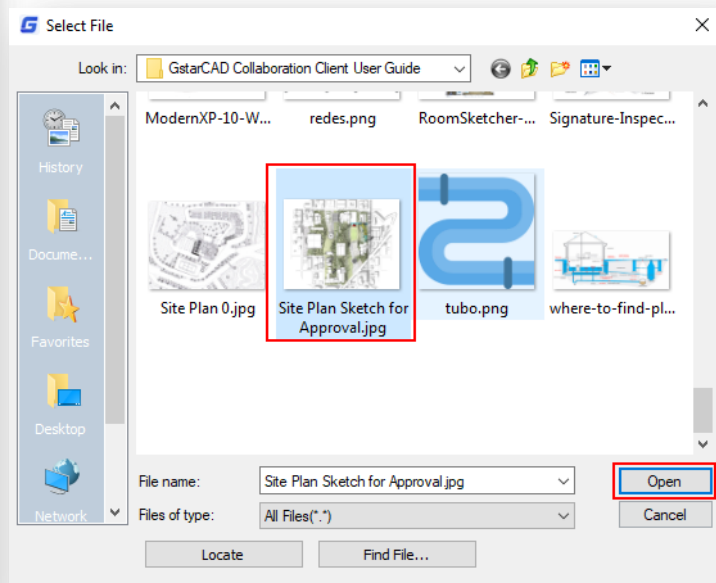 Select File
Look in:
GstarCAD Collaboration Client User Guide
History
Docume...
Favorites
Desktop
Network
ModernXP-10-W...
redes.png
RoomSketcher-...
Signature-Inspec...
Site Plan 0.jpg
Site Plan Sketch for
Approval.jpg
tubo.png
where-to-find-pl...
File name:
Site Plan Sketch for Approval.jpg
Open
Files of type:
All Files(*.*)
Cancel
Locate
Find File...